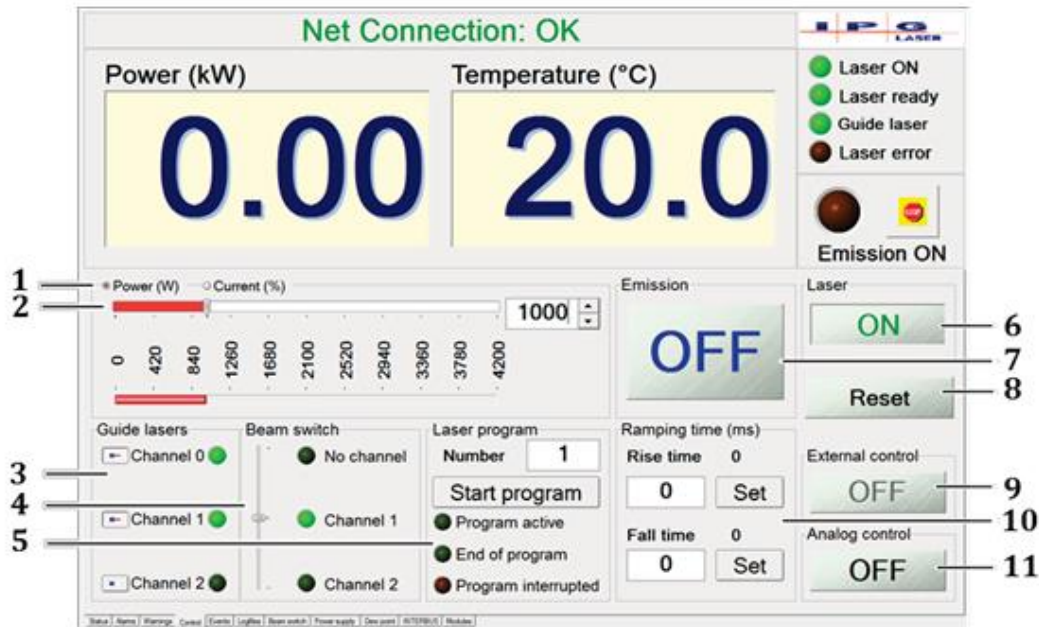 Net Connection: OK
IPG
LASER
Power (kW)
0.00
Temperature (°C)
20.0
Laser ON
Laser ready
Guide laser
Laser error
STOP
Emission ON
1
Power (W)
Current (%)
2
1000
0 420 840 1260 1680 2100 2520 2940 3360 3780 4200
Emission
OFF
7
Laser
ON
6
Reset
8
Guide lasers
Channel 0
3
Channel 1
Channel 2
Beam switch
4
No channel
Channel 1
Channel 2
Laser program
Number 1
Start program
5
Program active
End of program
Program interrupted
Ramping time (ms)
Rise time 0
0 Set
Fall time 0
0 Set
10
External control
OFF
9
Analog control
OFF
11
Status Alarms Warnings Control Events Logfiles Beam switch Power supply Dew point INTERBUS Modules